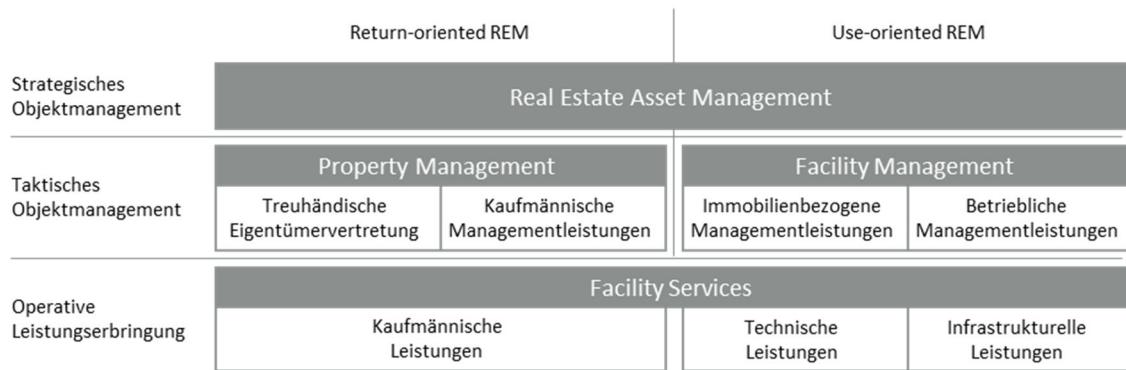 Return-oriented REM
Use-oriented REM
Strategisches
Objektmanagement
Real Estate Asset Management
Taktisches
Objektmanagement
Property Management
Facility Management
Treuhändische
Eigentümervertretung
Kaufmännische
Managementleistungen
Immobilienbezogene
Managementleistungen
Betriebliche
Managementleistungen
Operative
Leistungserbringung
Facility Services
Kaufmännische
Leistungen
Technische
Leistungen
Infrastrukturelle
Leistungen